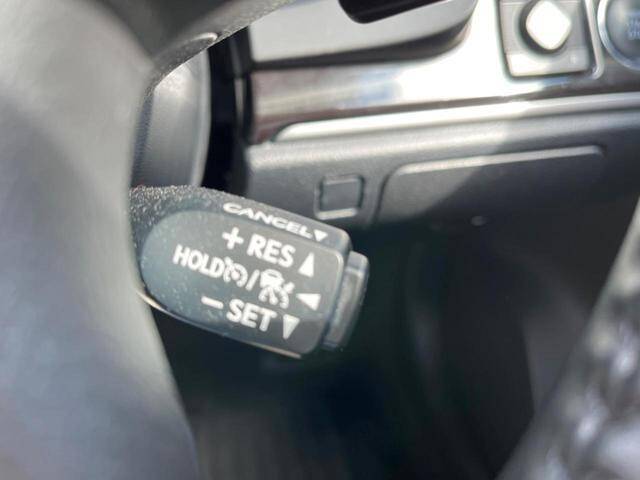 CANCEL▼
+ RES ▲
HOLD / ◀
− SET ▼